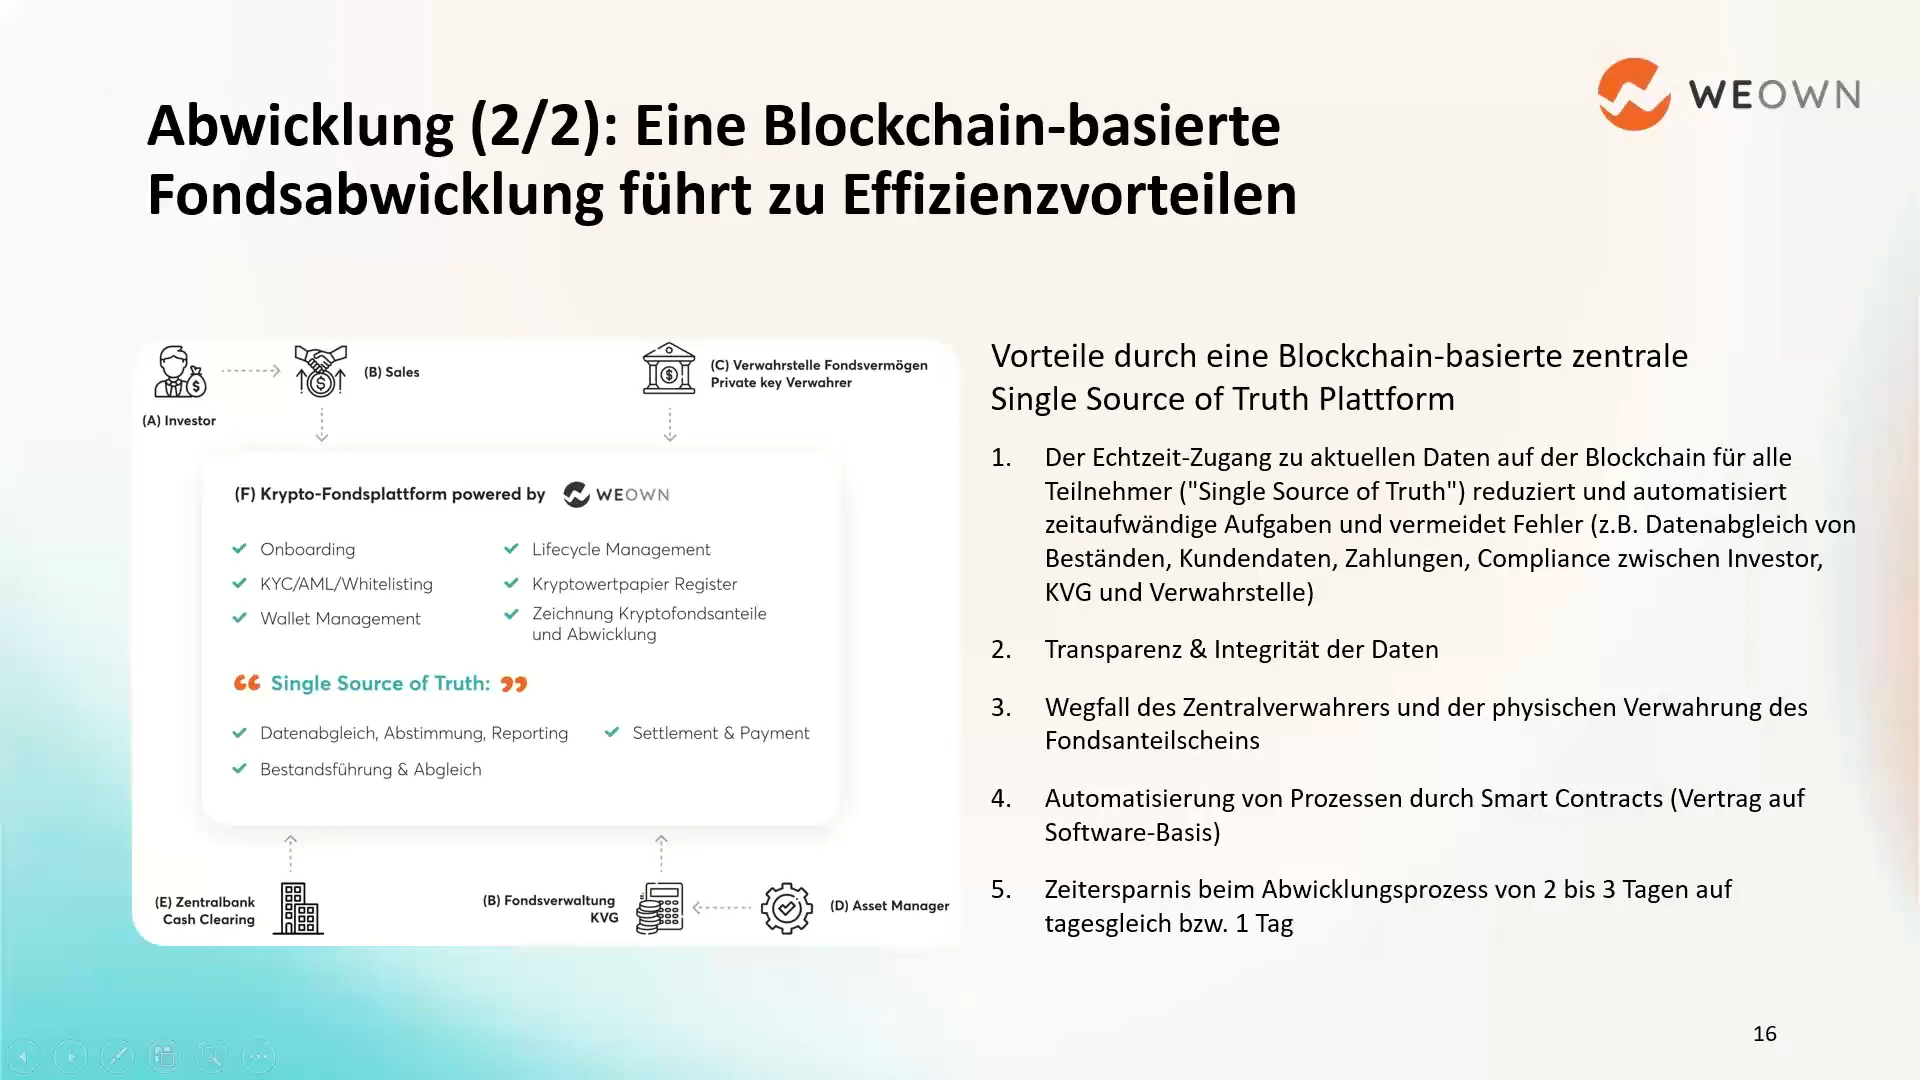 WEOWN
Abwicklung (2/2): Eine Blockchain-basierte
Fondsabwicklung führt zu Effizienzvorteilen
(A) Investor
(B) Sales
(C) Verwahrstelle Fondsvermögen
Private key Verwahrer
(F) Krypto-Fondsplattform powered by WEOWN
Onboarding
KYC/AML/Whitelisting
Wallet Management
Lifecycle Management
Kryptowertpapier Register
Zeichnung Kryptofondsanteile
und Abwicklung
“ Single Source of Truth: ”
Datenabgleich, Abstimmung, Reporting
Settlement & Payment
Bestandsführung & Abgleich
(E) Zentralbank
Cash Clearing
(B) Fondsverwaltung
KVG
(D) Asset Manager
Vorteile durch eine Blockchain-basierte zentrale
Single Source of Truth Plattform
1. Der Echtzeit-Zugang zu aktuellen Daten auf der Blockchain für alle
Teilnehmer ("Single Source of Truth") reduziert und automatisiert
zeitaufwändige Aufgaben und vermeidet Fehler (z.B. Datenabgleich von
Beständen, Kundendaten, Zahlungen, Compliance zwischen Investor,
KVG und Verwahrstelle)
2. Transparenz & Integrität der Daten
3. Wegfall des Zentralverwahrers und der physischen Verwahrung des
Fondsanteilscheins
4. Automatisierung von Prozessen durch Smart Contracts (Vertrag auf
Software-Basis)
5. Zeitersparnis beim Abwicklungsprozess von 2 bis 3 Tagen auf
tagesgleich bzw. 1 Tag
16